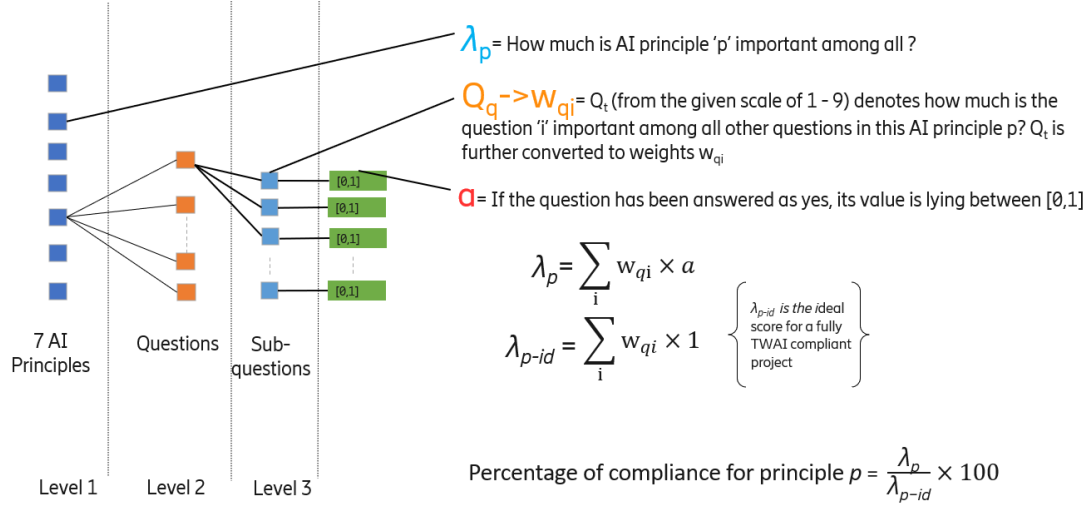 λp= How much is AI principle ‘p’ important among all ?
Qq->wqi= Qt (from the given scale of 1 - 9) denotes how much is the
question ‘i’ important among all other questions in this AI principle p? Qt is
further converted to weights wqi
a= If the question has been answered as yes, its value is lying between [0,1]
[0,1]
[0,1]
[0,1]
[0,1]
λp= ∑i wqi × a
λp-id = ∑i wqi × 1
λp-id is the ideal
score for a fully
TWAI compliant
project
7 AI
Principles
Questions
Sub-
questions
Percentage of compliance for principle p = λp/λp−id × 100
Level 1
Level 2
Level 3